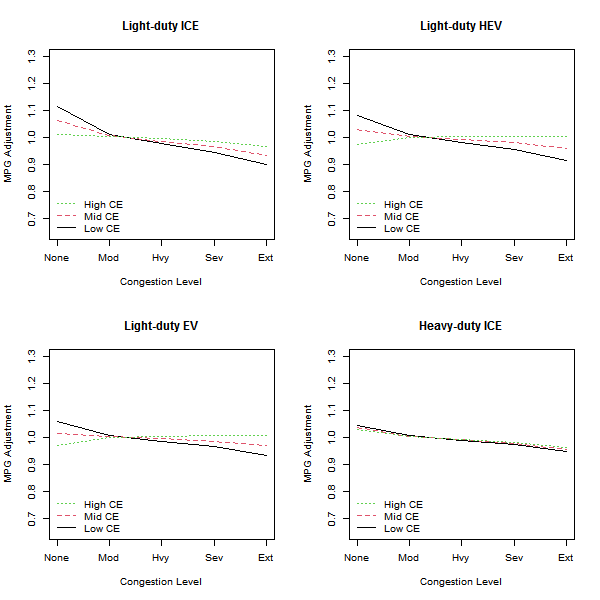 Light-duty ICE
MPG Adjustment
1.3
1.2
1.1
1.0
0.9
0.8
0.7
High CE
Mid CE
Low CE
None Mod Hvy Sev Ext
Congestion Level
Light-duty HEV
MPG Adjustment
1.3
1.2
1.1
1.0
0.9
0.8
0.7
High CE
Mid CE
Low CE
None Mod Hvy Sev Ext
Congestion Level
Light-duty EV
MPG Adjustment
1.3
1.2
1.1
1.0
0.9
0.8
0.7
High CE
Mid CE
Low CE
None Mod Hvy Sev Ext
Congestion Level
Heavy-duty ICE
MPG Adjustment
1.3
1.2
1.1
1.0
0.9
0.8
0.7
High CE
Mid CE
Low CE
None Mod Hvy Sev Ext
Congestion Level